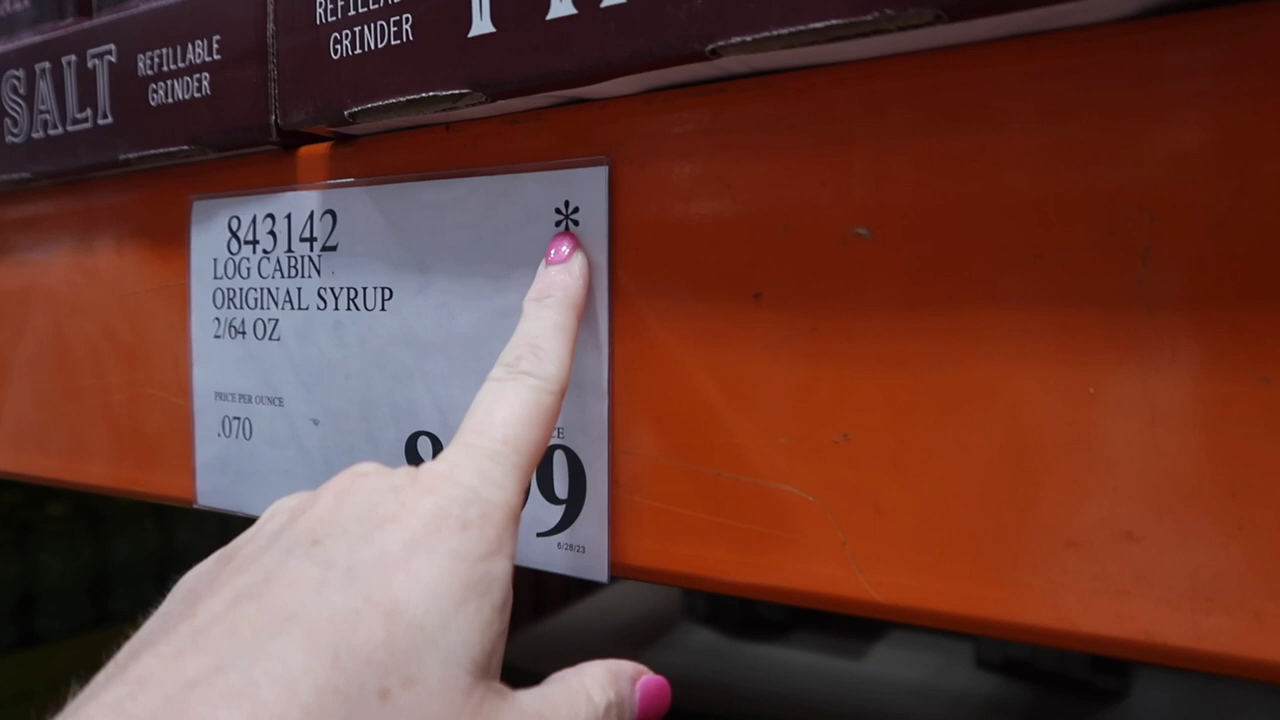 SALT
REFILLABLE
GRINDER
GRINDER
843142
*
LOG CABIN
ORIGINAL SYRUP
2/64 OZ
PRICE PER OUNCE
.070
6/28/23